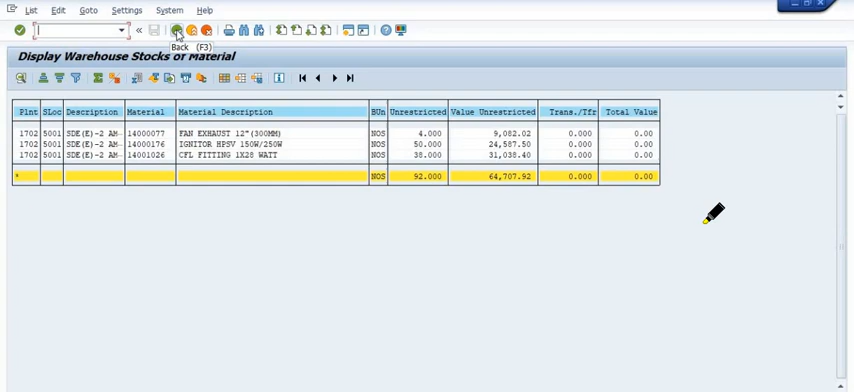 List Edit Goto Settings System Help
Back (F3)
Display Warehouse Stocks of Material
Plnt SLoc Description Material Material Description BUn Unrestricted Value Unrestricted Trans./Tfr Total Value
1702 5001 SDE(E)-2 AM 14000077 FAN EXHAUST 12"(300MM) NOS 4.000 9,082.02 0.000 0.00
1702 5001 SDE(E)-2 AM 14000176 IGNITOR HPSV 150W/250W NOS 50.000 24,587.50 0.000 0.00
1702 5001 SDE(E)-2 AM 14001026 CFL FITTING 1X28 WATT NOS 38.000 31,038.40 0.000 0.00
* NOS 92.000 64,707.92 0.000 0.00